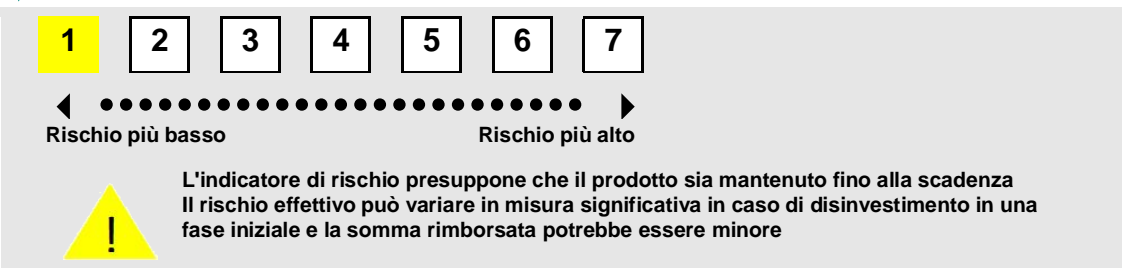 1 2 3 4 5 6 7
Rischio più basso Rischio più alto
L'indicatore di rischio presuppone che il prodotto sia mantenuto fino alla scadenza
Il rischio effettivo può variare in misura significativa in caso di disinvestimento in una
fase iniziale e la somma rimborsata potrebbe essere minore
!